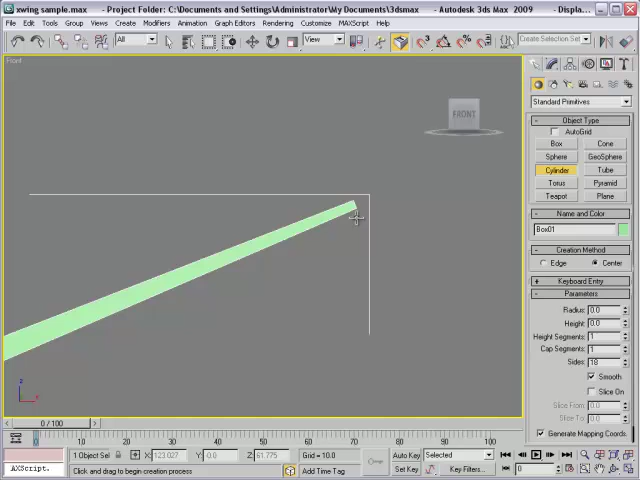 xwing sample.max - Project Folder: C:\Documents and Settings\Administrator\My Documents\3dsmax - Autodesk 3ds Max 2009 - Displa...
File Edit Tools Group Views Create Modifiers Animation Graph Editors Rendering Customize MAXScript Help
All View Create Selection Set
Front
FRONT
Standard Primitives
- Object Type
AutoGrid
Box Cone
Sphere GeoSphere
Cylinder Tube
Torus Pyramid
Teapot Plane
- Name and Color
Box01
- Creation Method
Edge Center
+ Keyboard Entry
- Parameters
Radius: 0.0
Height: 0.0
Height Segments: 1
Cap Segments: 1
Sides: 18
Smooth
Slice On
Slice From: 0.0
Slice To: 0.0
Generate Mapping Coords.
z
x
< 0 / 100 >
0 10 20 30 40 50 60 70 80 90 100
1 Object Sel X: 123.027 Y: -0.0 Z: 61.775 Grid = 10.0 Auto Key Selected
AXScript. Click and drag to begin creation process Add Time Tag Set Key Key Filters... 0